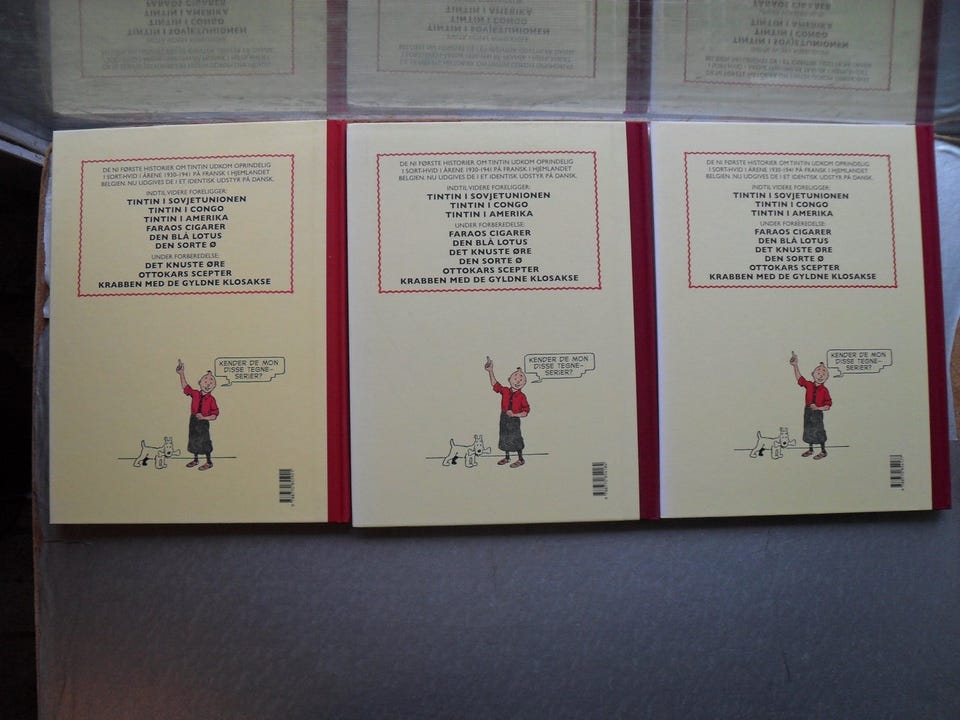 DE NI FØRSTE HISTORIER OM TINTIN UDKOM OPRINDELIG
I SORT-HVID I ÅRENE 1930-1941 PÅ FRANSK I HJEMLANDET
BELGIEN. NU UDGIVES DE I ET IDENTISK UDSTYR PÅ DANSK.
INDTIL VIDERE FORELIGGER:
TINTIN I SOVJETUNIONEN
TINTIN I CONGO
TINTIN I AMERIKA
FARAOS CIGARER
DEN BLÅ LOTUS
DEN SORTE Ø
UNDER FORBEREDELSE:
DET KNUSTE ØRE
OTTOKARS SCEPTER
KRABBEN MED DE GYLDNE KLOSAKSE
KENDER DE MON
DISSE TEGNE-
SERIER?
DE NI FØRSTE HISTORIER OM TINTIN UDKOM OPRINDELIG
I SORT-HVID I ÅRENE 1930-1941 PÅ FRANSK I HJEMLANDET
BELGIEN. NU UDGIVES DE I ET IDENTISK UDSTYR PÅ DANSK.
INDTIL VIDERE FORELIGGER:
TINTIN I SOVJETUNIONEN
TINTIN I CONGO
TINTIN I AMERIKA
UNDER FORBEREDELSE:
FARAOS CIGARER
DEN BLÅ LOTUS
DET KNUSTE ØRE
DEN SORTE Ø
OTTOKARS SCEPTER
KRABBEN MED DE GYLDNE KLOSAKSE
KENDER DE MON
DISSE TEGNE-
SERIER?
DE NI FØRSTE HISTORIER OM TINTIN UDKOM OPRINDELIG
I SORT-HVID I ÅRENE 1930-1941 PÅ FRANSK I HJEMLANDET
BELGIEN. NU UDGIVES DE I ET IDENTISK UDSTYR PÅ DANSK.
INDTIL VIDERE FORELIGGER:
TINTIN I SOVJETUNIONEN
TINTIN I CONGO
TINTIN I AMERIKA
UNDER FORBEREDELSE:
FARAOS CIGARER
DEN BLÅ LOTUS
DET KNUSTE ØRE
DEN SORTE Ø
OTTOKARS SCEPTER
KRABBEN MED DE GYLDNE KLOSAKSE
KENDER DE MON
DISSE TEGNE-
SERIER?